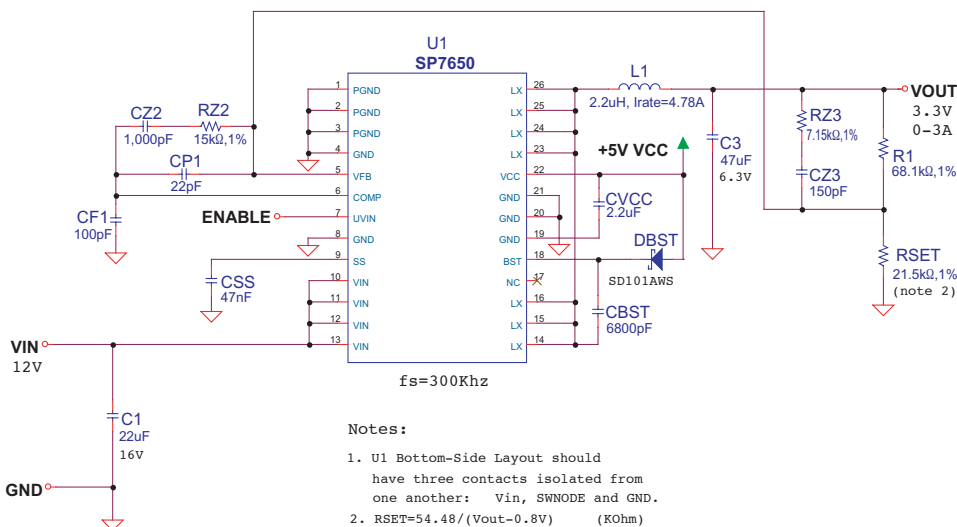 U1
SP7650
L1
2.2uH, Irate=4.78A
VOUT
3.3V
0-3A
CZ2
1,000pF
RZ2
15kΩ,1%
CP1
22pF
CF1
100pF
ENABLE
CSS
47nF
VIN
12V
C1
22uF
16V
GND
1 PGND
2 PGND
3 PGND
4 GND
5 VFB
6 COMP
7 UVIN
8 GND
9 SS
10 VIN
11 VIN
12 VIN
13 VIN
LX 26
LX 25
LX 24
LX 23
VCC 22
GND 21
GND 20
GND 19
BST 18
NC 17
LX 16
LX 15
LX 14
+5V VCC
CVCC
2.2uF
DBST
SD101AWS
CBST
6800pF
C3
47uF
6.3V
RZ3
7.15kΩ,1%
CZ3
150pF
R1
68.1kΩ,1%
RSET
21.5kΩ,1%
(note 2)
fs=300Khz
Notes:
1. U1 Bottom-Side Layout should
have three contacts isolated from
one another: Vin, SWNODE and GND.
2. RSET=54.48/(Vout-0.8V) (KOhm)